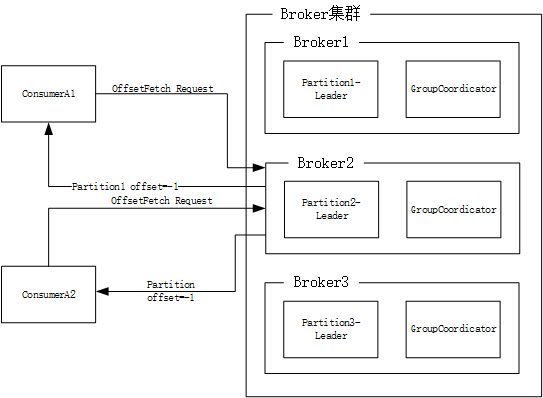 Broker集群
Broker1
Partition1-
Leader
GroupCoordicator
ConsumerA1
OffsetFetch Request
Broker2
Partition1 offset=-1
OffsetFetch Request
Partition2-
Leader
GroupCoordicator
ConsumerA2
Partition
offset=-1
Broker3
Partition3-
Leader
GroupCoordicator